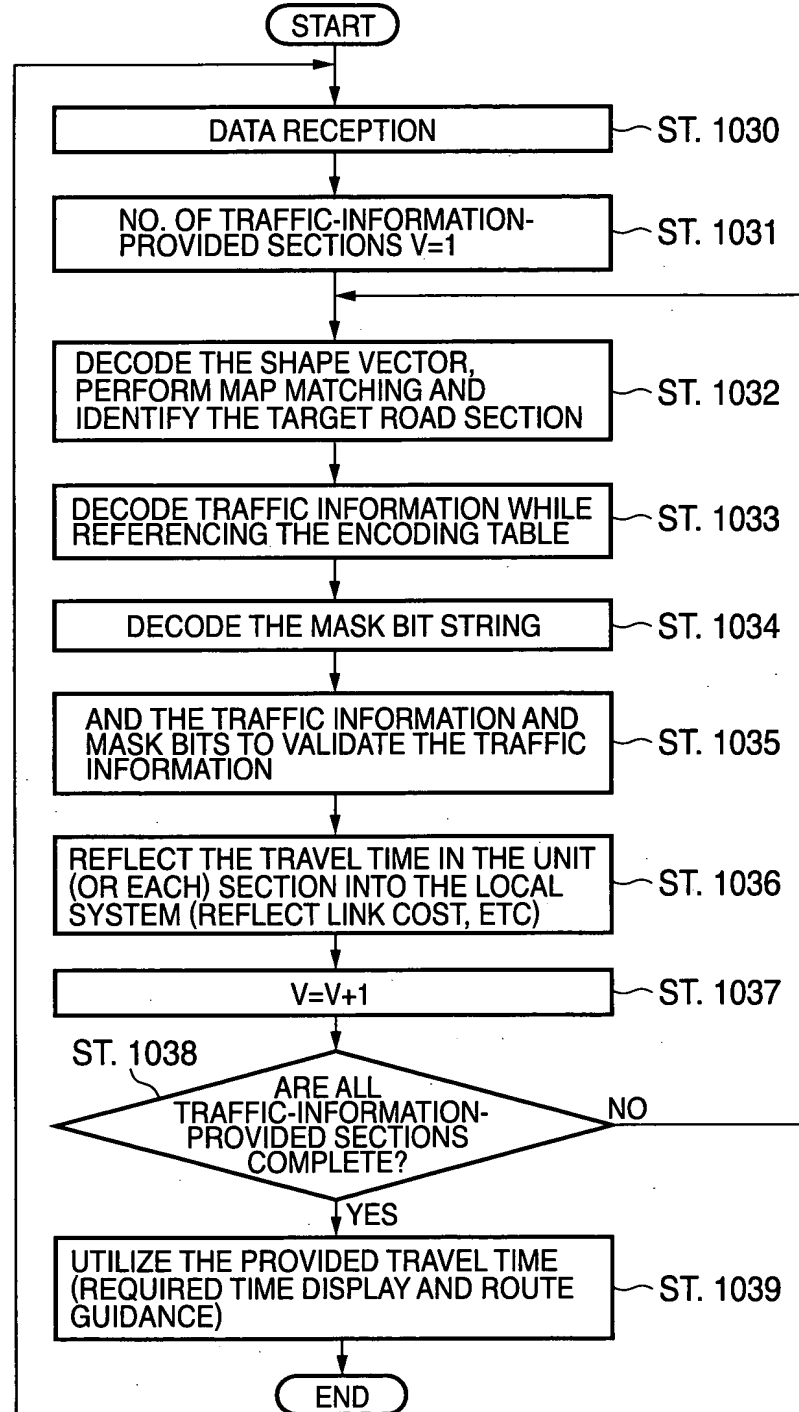 START
DATA RECEPTION
ST. 1030
NO. OF TRAFFIC-INFORMATION-
PROVIDED SECTIONS V=1
ST. 1031
DECODE THE SHAPE VECTOR,
PERFORM MAP MATCHING AND
IDENTIFY THE TARGET ROAD SECTION
ST. 1032
DECODE TRAFFIC INFORMATION WHILE
REFERENCING THE ENCODING TABLE
ST. 1033
DECODE THE MASK BIT STRING
ST. 1034
AND THE TRAFFIC INFORMATION AND
MASK BITS TO VALIDATE THE TRAFFIC
INFORMATION
ST. 1035
REFLECT THE TRAVEL TIME IN THE UNIT
(OR EACH) SECTION INTO THE LOCAL
SYSTEM (REFLECT LINK COST, ETC)
ST. 1036
V=V+1
ST. 1037
ST. 1038
ARE ALL
TRAFFIC-INFORMATION-
PROVIDED SECTIONS
COMPLETE?
NO
YES
UTILIZE THE PROVIDED TRAVEL TIME
(REQUIRED TIME DISPLAY AND ROUTE
GUIDANCE)
ST. 1039
END